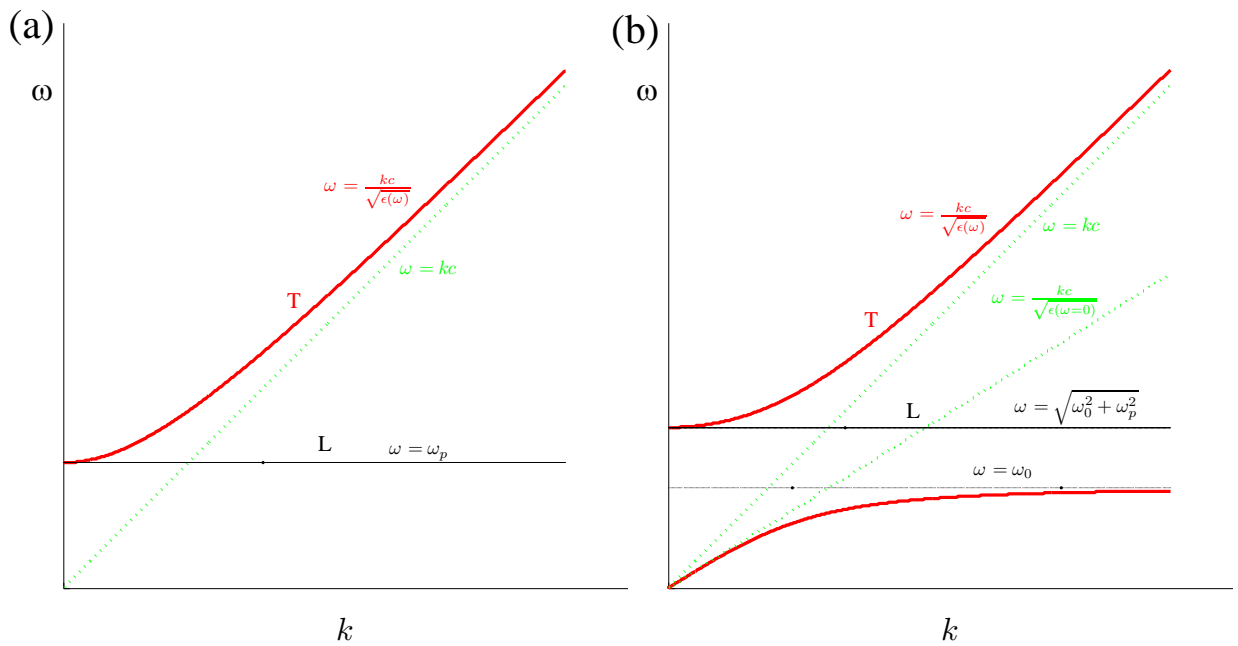 (a)
ω
ω = kc/√ϵ(ω)
ω = kc
T
L
ω = ω_p
k
(b)
ω
ω = kc/√ϵ(ω)
ω = kc
ω = kc/√ϵ(ω=0)
T
L
ω = √(ω_0^2 + ω_p^2)
ω = ω_0
k